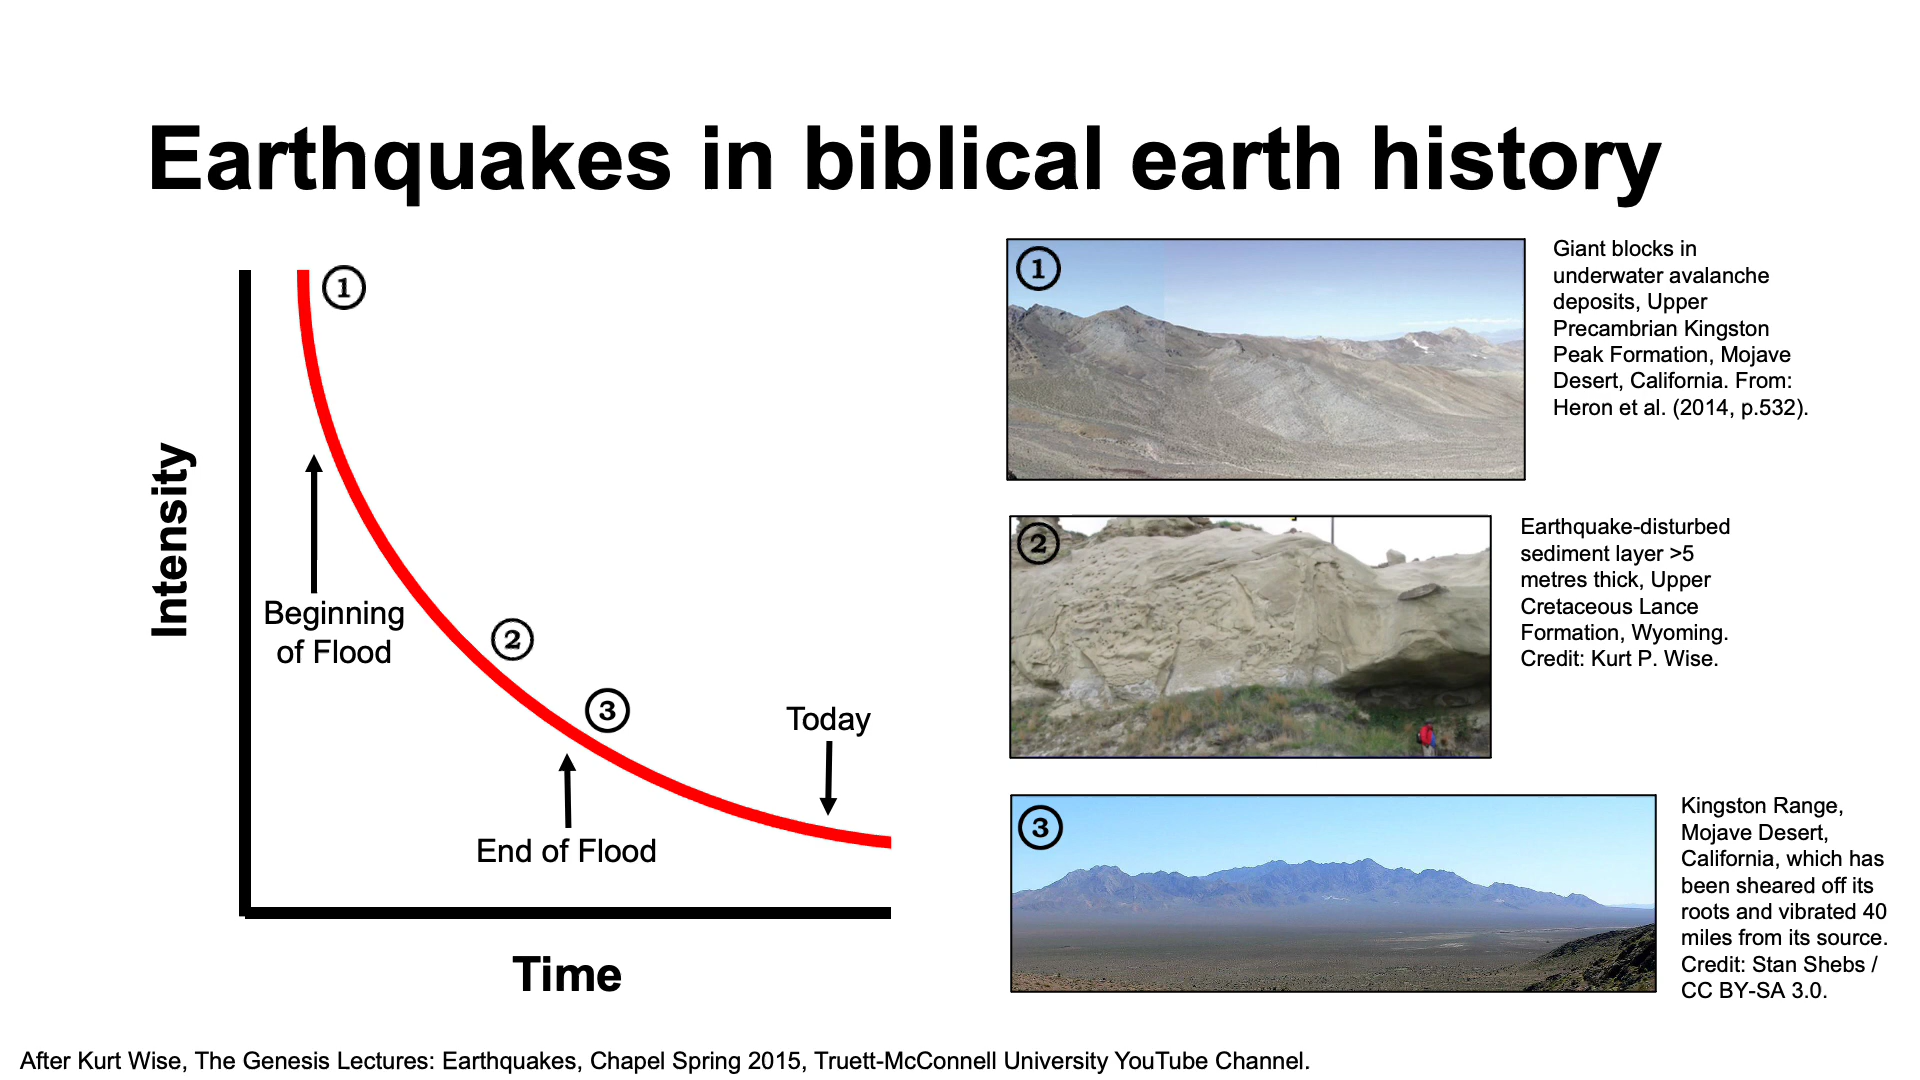 Earthquakes in biblical earth history
Intensity
①
Beginning
of Flood
②
③
Today
End of Flood
Time
①
Giant blocks in
underwater avalanche
deposits, Upper
Precambrian Kingston
Peak Formation, Mojave
Desert, California. From:
Heron et al. (2014, p.532).
②
Earthquake-disturbed
sediment layer >5
metres thick, Upper
Cretaceous Lance
Formation, Wyoming.
Credit: Kurt P. Wise.
③
Kingston Range,
Mojave Desert,
California, which has
been sheared off its
roots and vibrated 40
miles from its source.
Credit: Stan Shebs /
CC BY-SA 3.0.
After Kurt Wise, The Genesis Lectures: Earthquakes, Chapel Spring 2015, Truett-McConnell University YouTube Channel.